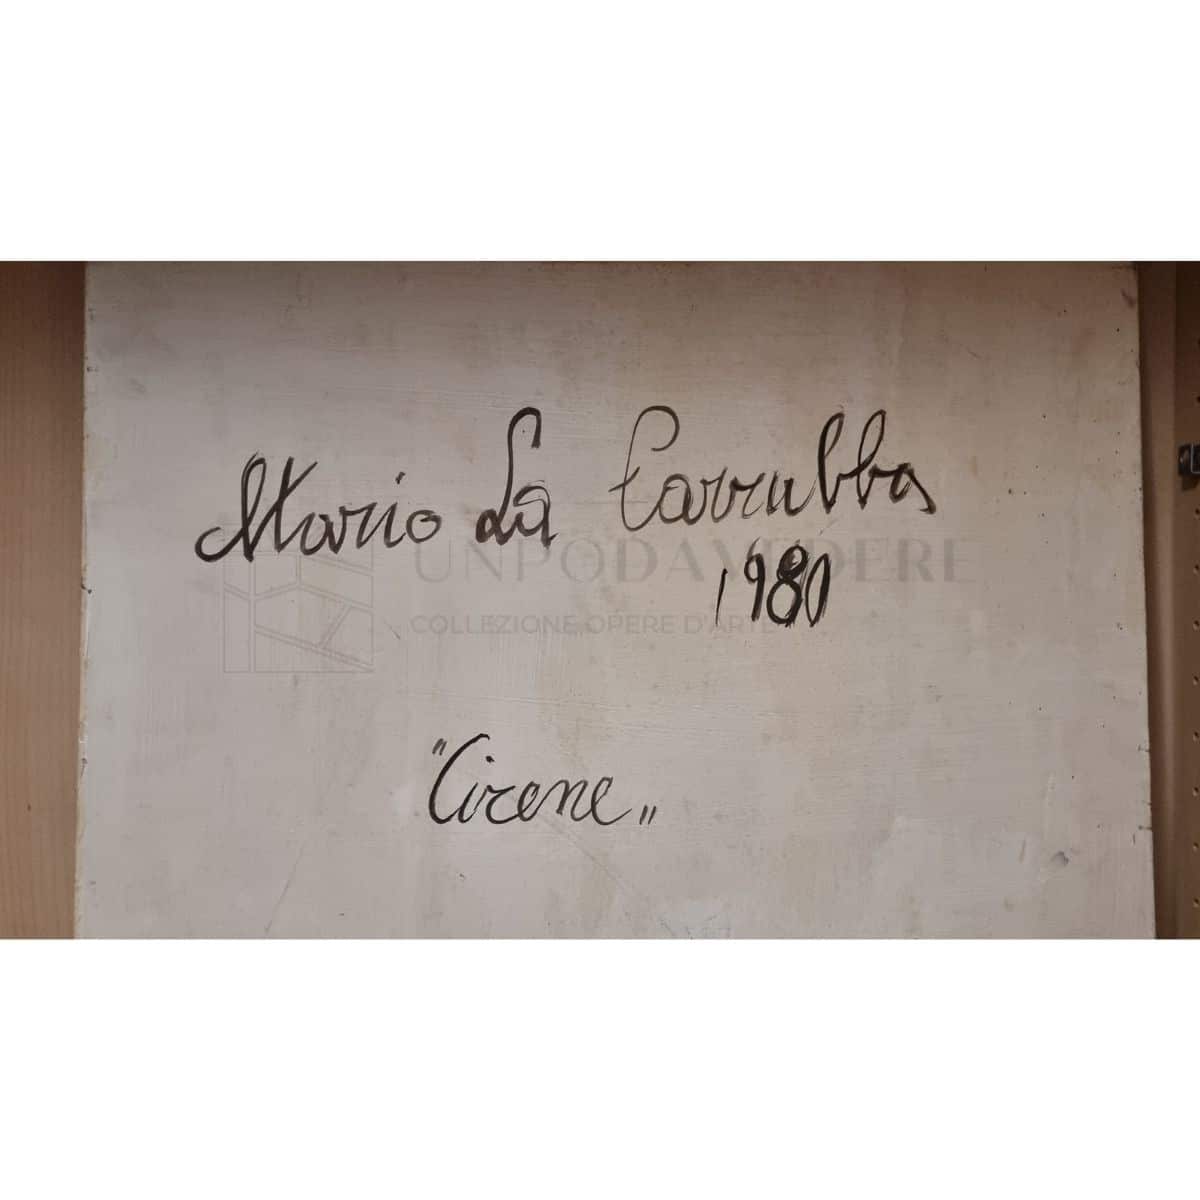 Mario La Carrubba
UNPODAVEDERE
1980
COLLEZIONE OPERE D'ARTE
"Cirene"